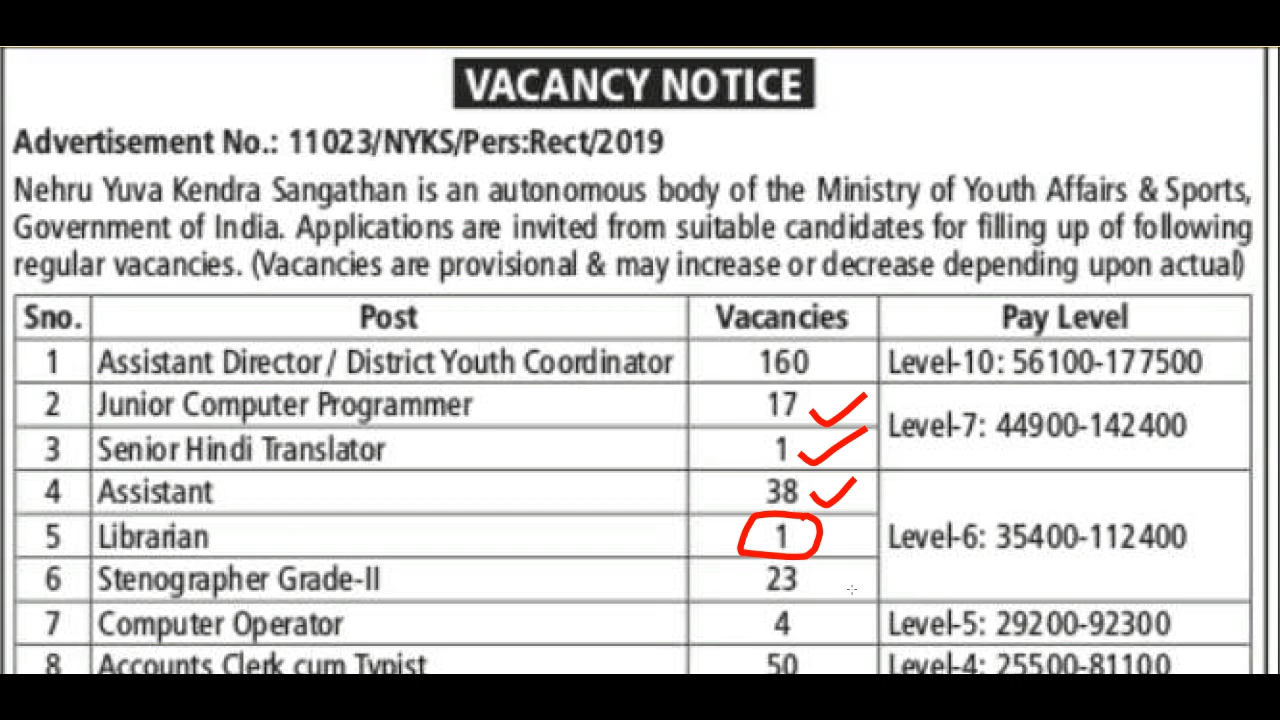 VACANCY NOTICE
Advertisement No.: 11023/NYKS/Pers:Rect/2019
Nehru Yuva Kendra Sangathan is an autonomous body of the Ministry of Youth Affairs & Sports,
Government of India. Applications are invited from suitable candidates for filling up of following
regular vacancies. (Vacancies are provisional & may increase or decrease depending upon actual)
Sno. Post Vacancies Pay Level
1 Assistant Director / District Youth Coordinator 160 Level-10: 56100-177500
2 Junior Computer Programmer 17 Level-7: 44900-142400
3 Senior Hindi Translator 1
4 Assistant 38
5 Librarian 1 Level-6: 35400-112400
6 Stenographer Grade-II 23
7 Computer Operator 4 Level-5: 29200-92300
8 Accounts Clerk cum Typist 50 Level-4: 25500-81100